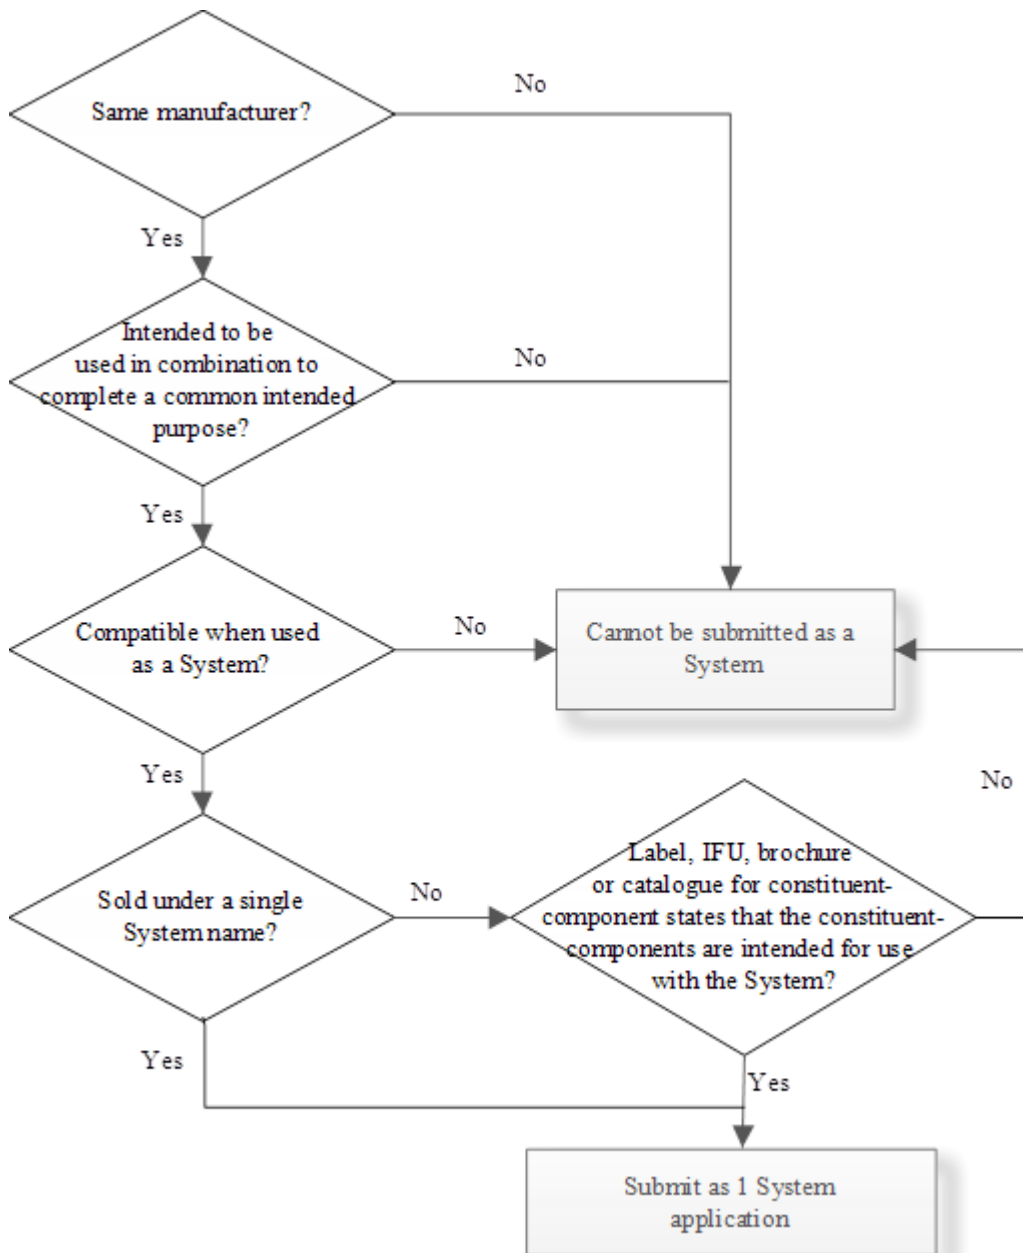 Same manufacturer?
No
Yes
Intended to be
used in combination to
complete a common intended
purpose?
No
Yes
Compatible when used
as a System?
No
Cannot be submitted as a
System
Yes
No
Sold under a single
System name?
No
Label, IFU, brochure
or catalogue for constituent-
component states that the constituent-
components are intended for use
with the System?
Yes
Yes
Submit as 1 System
application